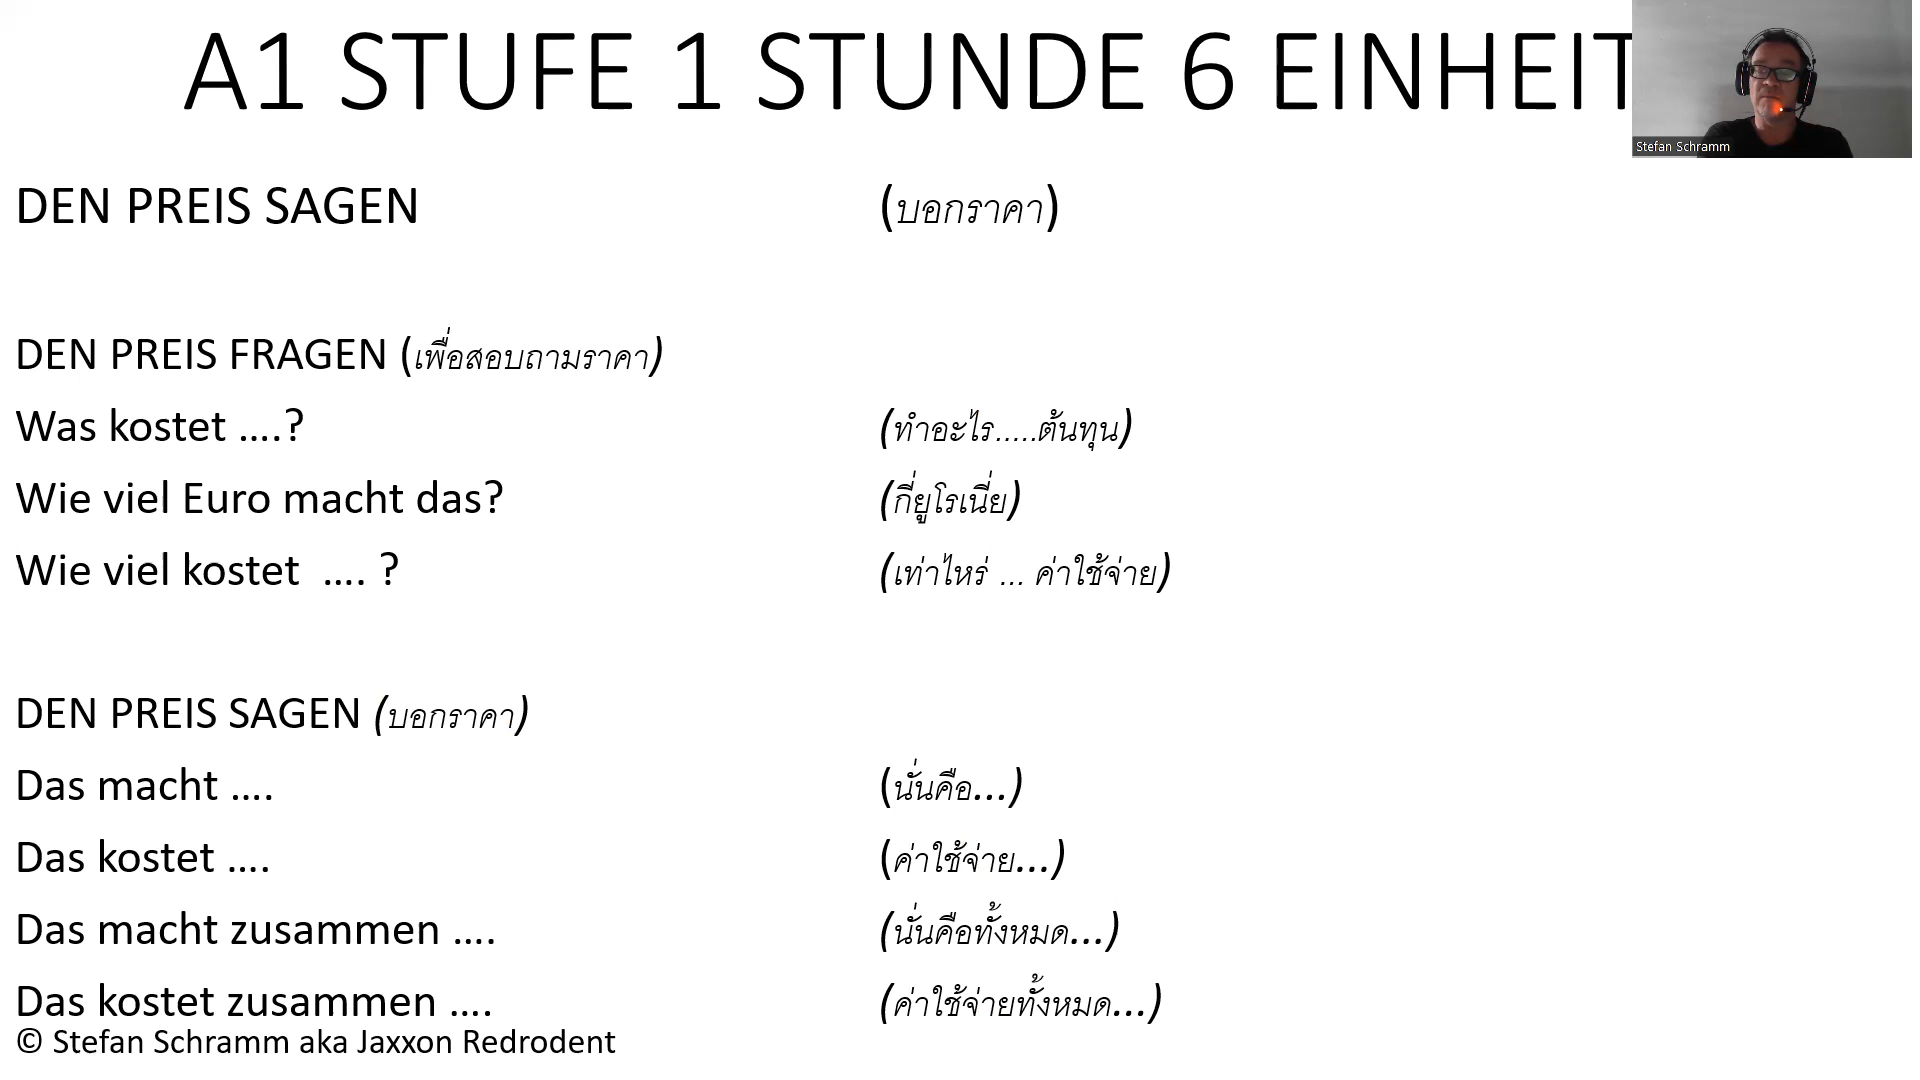 A1 STUFE 1 STUNDE 6 EINHEIT
Stefan Schramm
DEN PREIS SAGEN (บอกราคา)
DEN PREIS FRAGEN (เพื่อสอบถามราคา)
Was kostet ….? (ทำอะไร.....ต้นทุน)
Wie viel Euro macht das? (กี่ยูโรเนี่ย)
Wie viel kostet …. ? (เท่าไหร่ ... ค่าใช้จ่าย)
DEN PREIS SAGEN (บอกราคา)
Das macht …. (นั่นคือ...)
Das kostet …. (ค่าใช้จ่าย...)
Das macht zusammen …. (นั่นคือทั้งหมด...)
Das kostet zusammen …. (ค่าใช้จ่ายทั้งหมด...)
© Stefan Schramm aka Jaxxon Redrodent